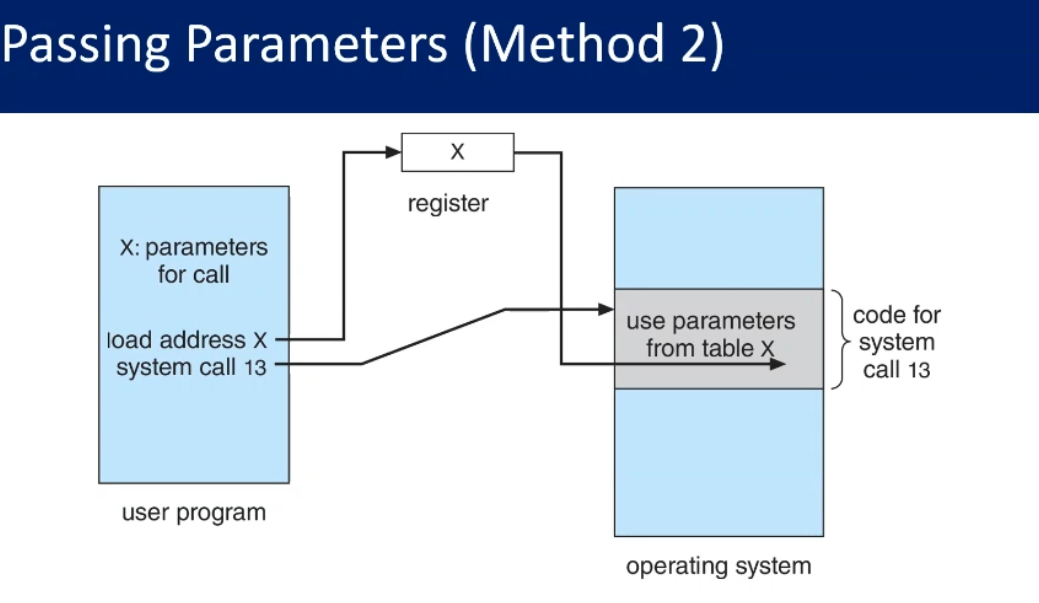 Passing Parameters (Method 2)
X
register
X: parameters
for call
load address X
system call 13
user program
use parameters
from table X
code for
system
call 13
operating system